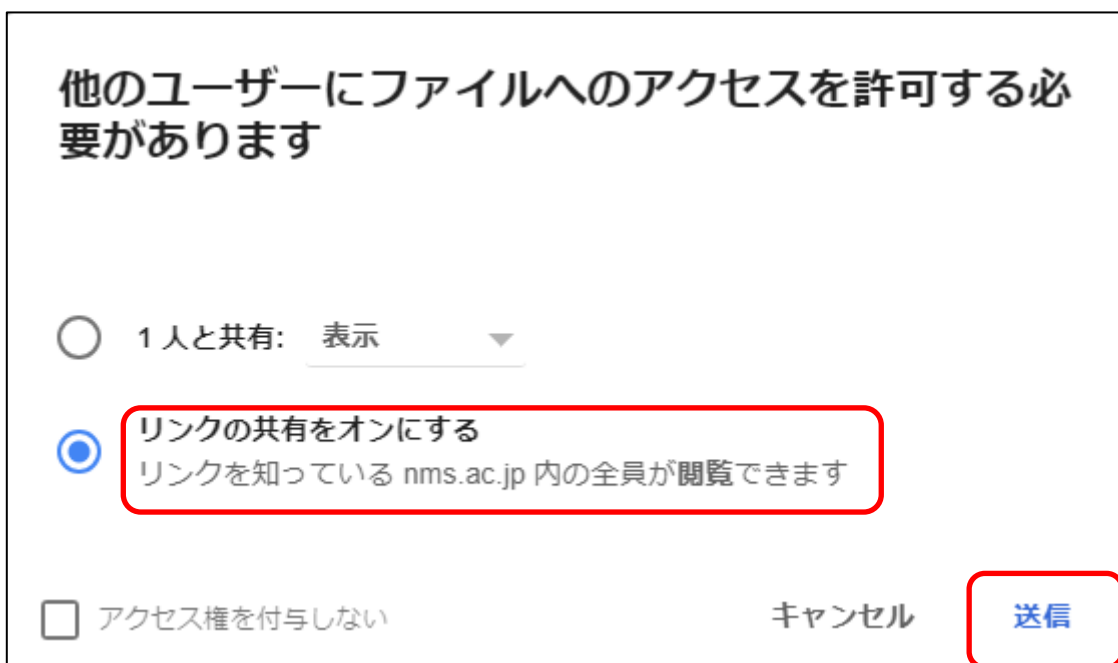 他のユーザーにファイルへのアクセスを許可する必
要があります
1 人と共有: 表示
リンクの共有をオンにする
リンクを知っている nms.ac.jp 内の全員が閲覧できます
アクセス権を付与しない キャンセル 送信